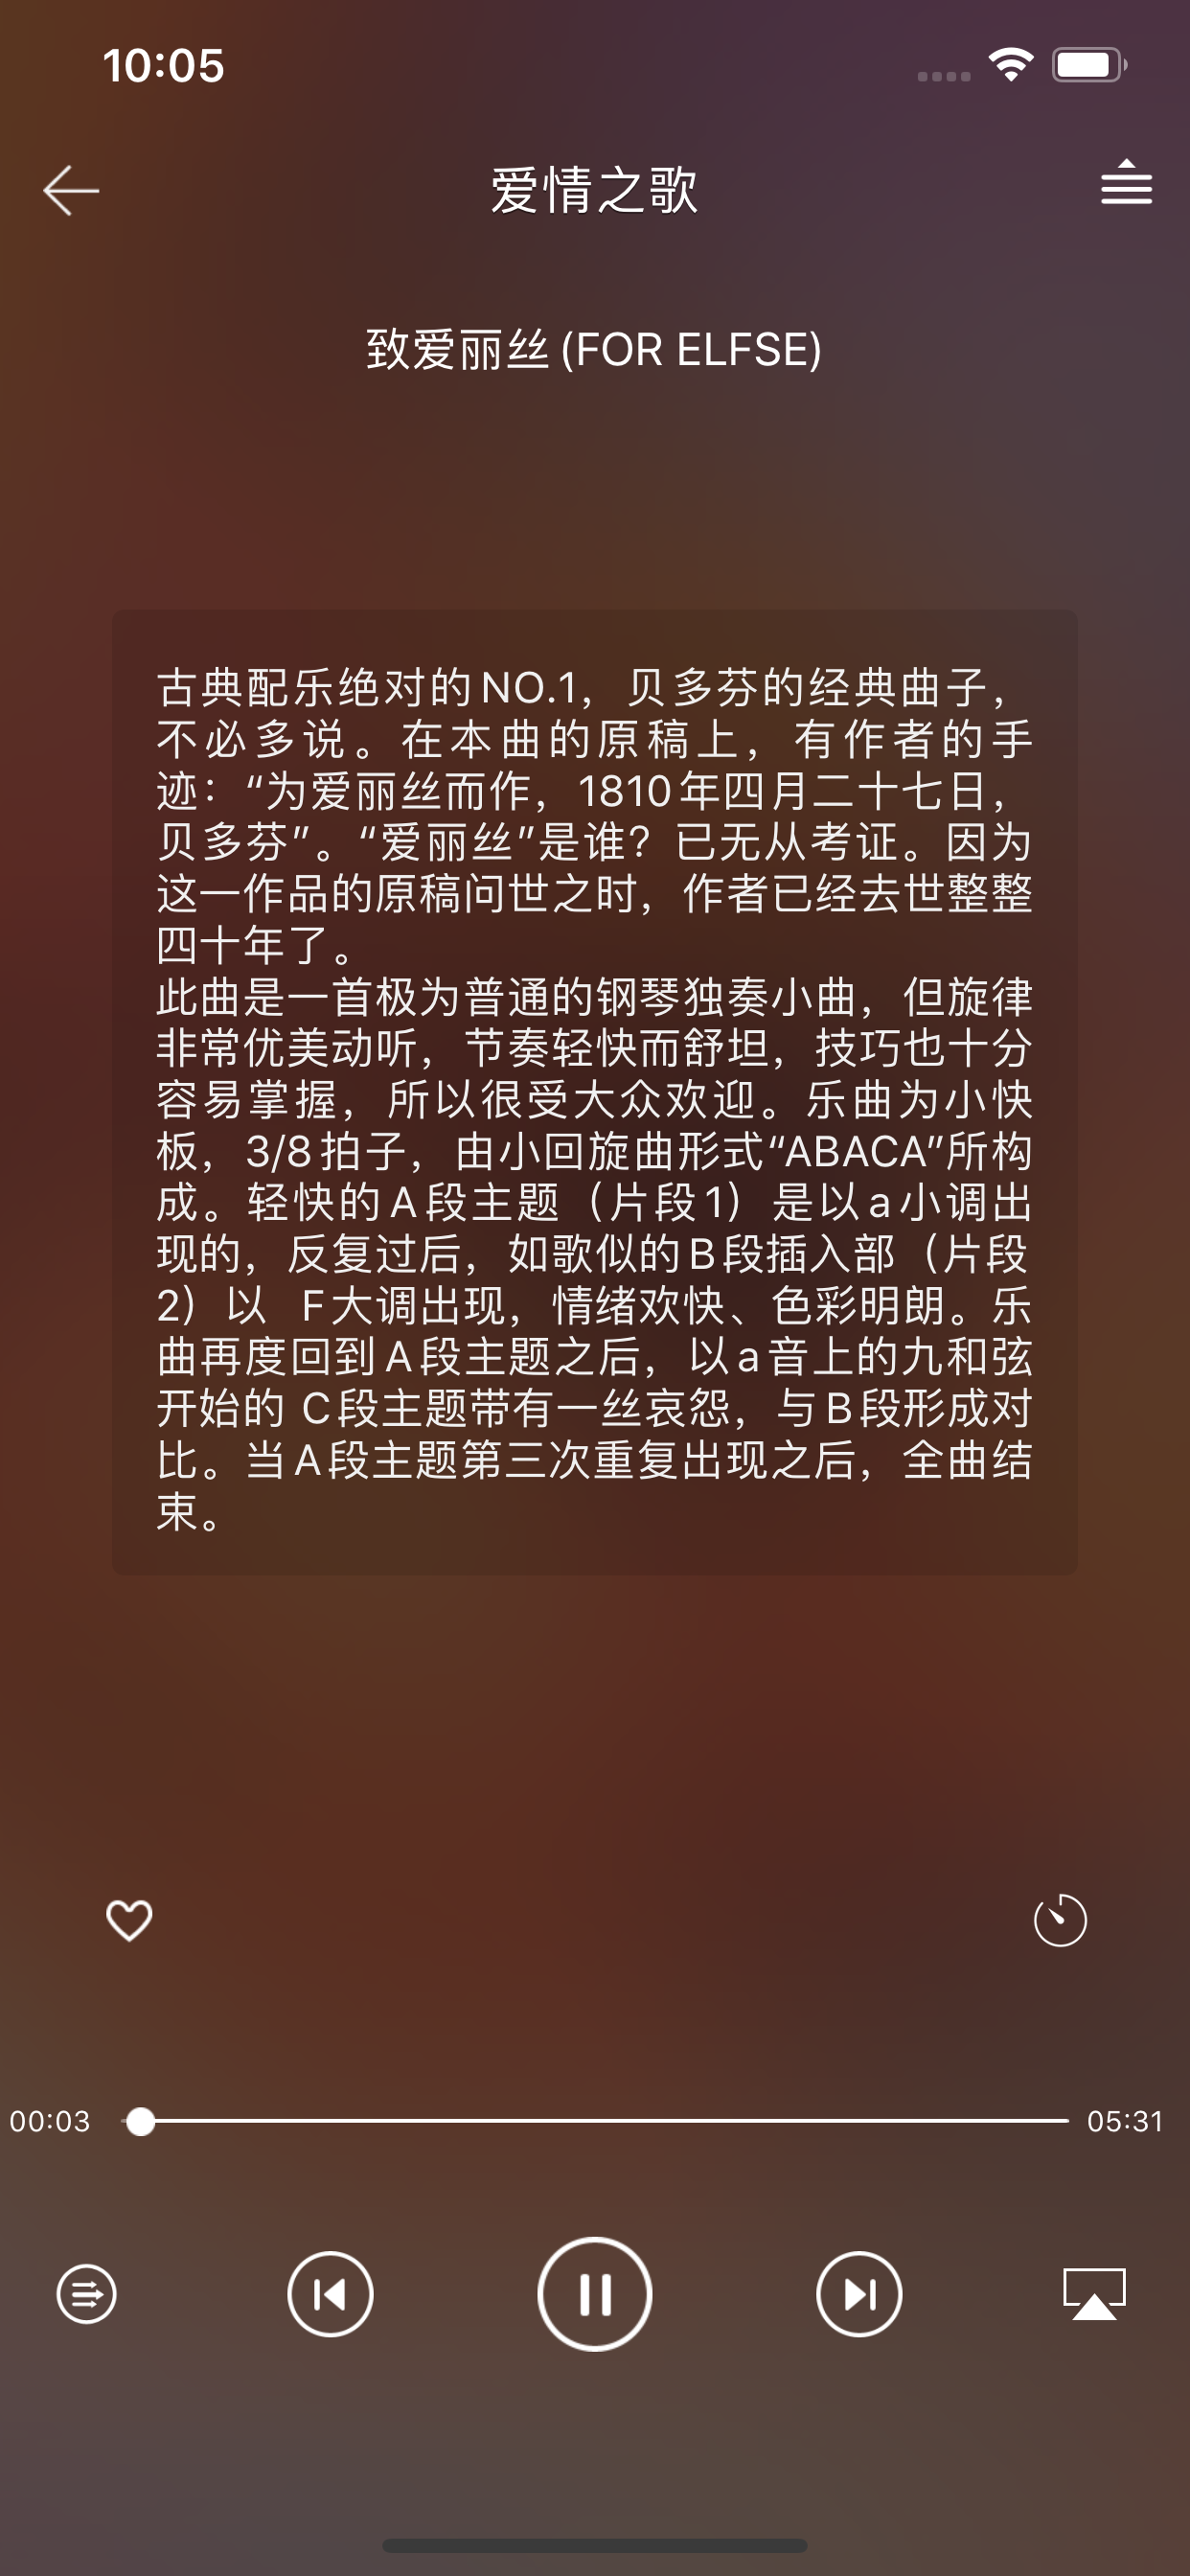 10:05
爱情之歌
致爱丽丝(FOR ELFSE)
古典配乐绝对的NO.1，贝多芬的经典曲子，
不必多说。在本曲的原稿上，有作者的手
迹：“为爱丽丝而作，1810年四月二十七日，
贝多芬”。“爱丽丝”是谁？已无从考证。因为
这一作品的原稿问世之时，作者已经去世整整
四十年了。
此曲是一首极为普通的钢琴独奏小曲，但旋律
非常优美动听，节奏轻快而舒坦，技巧也十分
容易掌握，所以很受大众欢迎。乐曲为小快
板，3/8拍子，由小回旋曲形式“ABACA”所构
成。轻快的A段主题（片段1）是以a小调出
现的，反复过后，如歌似的B段插入部（片段
2）以 F大调出现，情绪欢快、色彩明朗。乐
曲再度回到A段主题之后，以a音上的九和弦
开始的 C段主题带有一丝哀怨，与B段形成对
比。当A段主题第三次重复出现之后，全曲结
束。
00:03
05:31